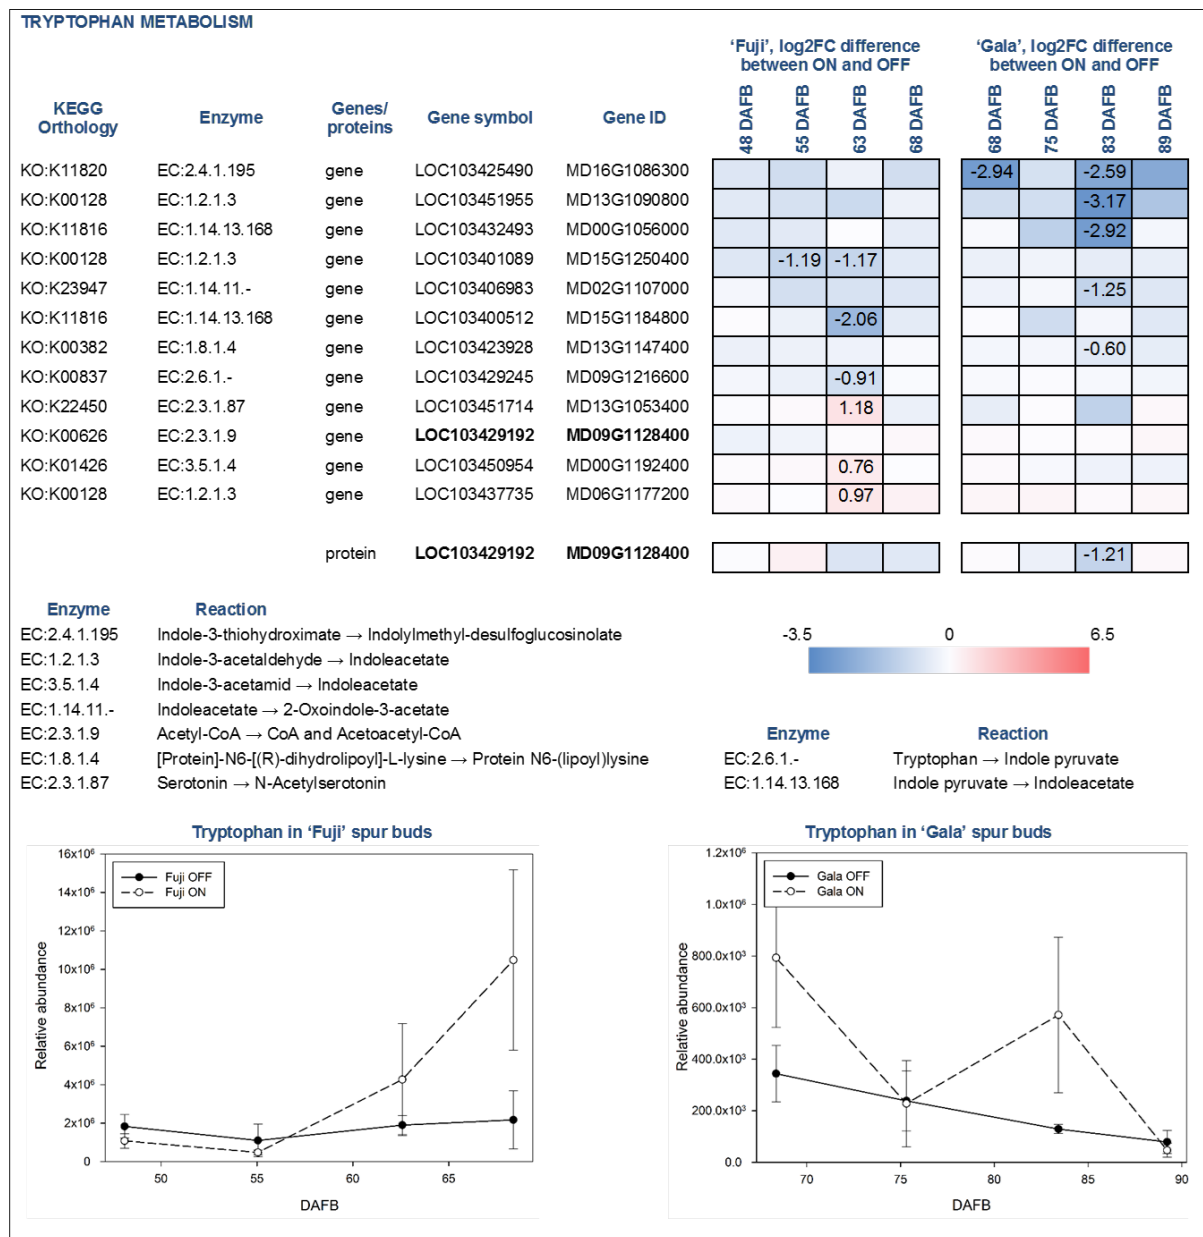 TRYPTOPHAN METABOLISM
‘Fuji’, log2FC difference between ON and OFF
‘Gala’, log2FC difference between ON and OFF
KEGG Orthology Enzyme Genes/proteins Gene symbol Gene ID 48 DAFB 55 DAFB 63 DAFB 68 DAFB 68 DAFB 75 DAFB 83 DAFB 89 DAFB
KO:K11820 EC:2.4.1.195 gene LOC103425490 MD16G1086300 -2.94 -2.59
KO:K00128 EC:1.2.1.3 gene LOC103451955 MD13G1090800 -3.17
KO:K11816 EC:1.14.13.168 gene LOC103432493 MD00G1056000 -2.92
KO:K00128 EC:1.2.1.3 gene LOC103401089 MD15G1250400 -1.19 -1.17
KO:K23947 EC:1.14.11.- gene LOC103406983 MD02G1107000 -1.25
KO:K11816 EC:1.14.13.168 gene LOC103400512 MD15G1184800 -2.06
KO:K00382 EC:1.8.1.4 gene LOC103423928 MD13G1147400 -0.60
KO:K00837 EC:2.6.1.- gene LOC103429245 MD09G1216600 -0.91
KO:K22450 EC:2.3.1.87 gene LOC103451714 MD13G1053400 1.18
KO:K00626 EC:2.3.1.9 gene LOC103429192 MD09G1128400
KO:K01426 EC:3.5.1.4 gene LOC103450954 MD00G1192400 0.76
KO:K00128 EC:1.2.1.3 gene LOC103437735 MD06G1177200 0.97
protein LOC103429192 MD09G1128400 -1.21
Enzyme Reaction
EC:2.4.1.195 Indole-3-thiohydroximate → Indolylmethyl-desulfoglucosinolate
EC:1.2.1.3 Indole-3-acetaldehyde → Indoleacetate
EC:3.5.1.4 Indole-3-acetamid → Indoleacetate
EC:1.14.11.- Indoleacetate → 2-Oxoindole-3-acetate
EC:2.3.1.9 Acetyl-CoA → CoA and Acetoacetyl-CoA
EC:1.8.1.4 [Protein]-N6-[(R)-dihydrolipoyl]-L-lysine → Protein N6-(lipoyl)lysine
EC:2.3.1.87 Serotonin → N-Acetylserotonin
-3.5 0 6.5
Enzyme Reaction
EC:2.6.1.- Tryptophan → Indole pyruvate
EC:1.14.13.168 Indole pyruvate → Indoleacetate
Tryptophan in ‘Fuji’ spur buds
Fuji OFF
Fuji ON
Relative abundance
16x10⁶
14x10⁶
12x10⁶
10x10⁶
8x10⁶
6x10⁶
4x10⁶
2x10⁶
0
50 55 60 65
DAFB
Tryptophan in ‘Gala’ spur buds
Gala OFF
Gala ON
Relative abundance
1.2x10⁶
1.0x10⁶
800.0x10³
600.0x10³
400.0x10³
200.0x10³
0.0
70 75 80 85 90
DAFB